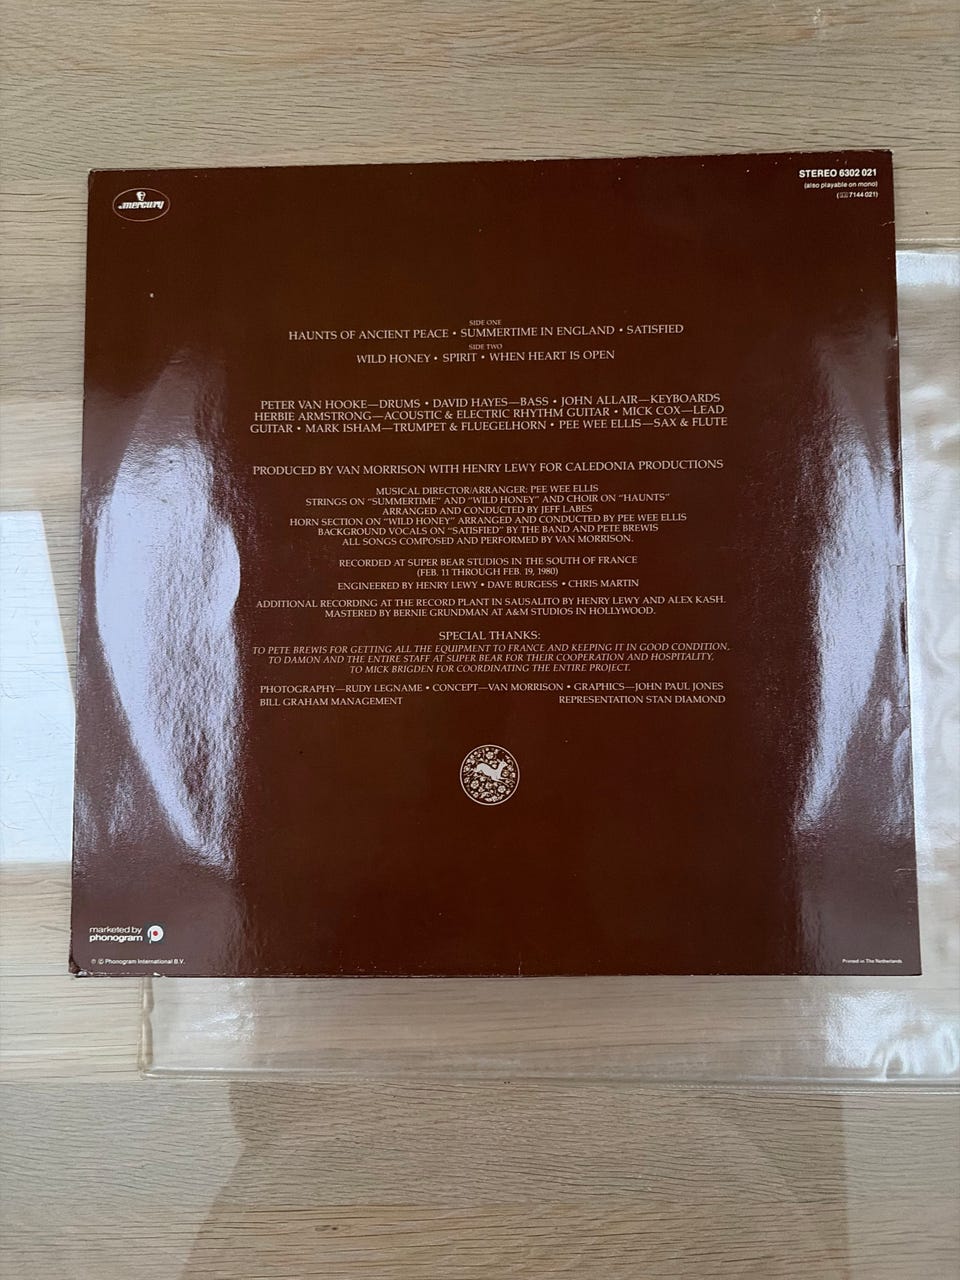 mercury
STEREO 6302 021
(also playable on mono)
( 7144 021)
SIDE ONE
HAUNTS OF ANCIENT PEACE • SUMMERTIME IN ENGLAND • SATISFIED
SIDE TWO
WILD HONEY • SPIRIT • WHEN HEART IS OPEN
PETER VAN HOOKE—DRUMS • DAVID HAYES—BASS • JOHN ALLAIR—KEYBOARDS
HERBIE ARMSTRONG—ACOUSTIC & ELECTRIC RHYTHM GUITAR • MICK COX—LEAD
GUITAR • MARK ISHAM—TRUMPET & FLUEGELHORN • PEE WEE ELLIS—SAX & FLUTE
PRODUCED BY VAN MORRISON WITH HENRY LEWY FOR CALEDONIA PRODUCTIONS
MUSICAL DIRECTOR/ARRANGER: PEE WEE ELLIS
STRINGS ON "SUMMERTIME" AND "WILD HONEY" AND CHOIR ON "HAUNTS"
ARRANGED AND CONDUCTED BY JEFF LABES
HORN SECTION ON "WILD HONEY" ARRANGED AND CONDUCTED BY PEE WEE ELLIS
BACKGROUND VOCALS ON "SATISFIED" BY THE BAND AND PETE BREWIS
ALL SONGS COMPOSED AND PERFORMED BY VAN MORRISON.
RECORDED AT SUPER BEAR STUDIOS IN THE SOUTH OF FRANCE
(FEB. 11 THROUGH FEB. 19, 1980)
ENGINEERED BY HENRY LEWY • DAVE BURGESS • CHRIS MARTIN
ADDITIONAL RECORDING AT THE RECORD PLANT IN SAUSALITO BY HENRY LEWY AND ALEX KASH.
MASTERED BY BERNIE GRUNDMAN AT A&M STUDIOS IN HOLLYWOOD.
SPECIAL THANKS:
TO PETE BREWIS FOR GETTING ALL THE EQUIPMENT TO FRANCE AND KEEPING IT IN GOOD CONDITION,
TO DAMON AND THE ENTIRE STAFF AT SUPER BEAR FOR THEIR COOPERATION AND HOSPITALITY,
TO MICK BRIGDEN FOR COORDINATING THE ENTIRE PROJECT.
PHOTOGRAPHY—RUDY LEGNAME • CONCEPT—VAN MORRISON • GRAPHICS—JOHN PAUL JONES
BILL GRAHAM MANAGEMENT REPRESENTATION STAN DIAMOND
marketed by
phonogram
℗ © Phonogram International B.V.
Printed in The Netherlands